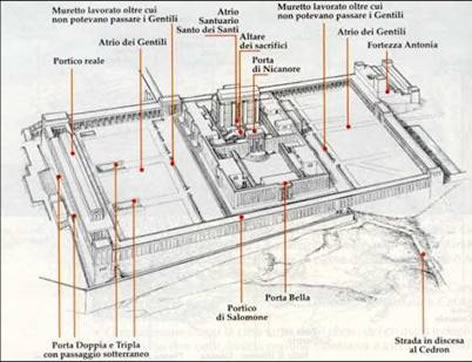 Muretto lavorato oltre cui
non potevano passare i Gentili
Atrio dei Gentili
Portico reale
Atrio
Santuario
Santo dei Santi
Altare
dei sacrifici
Porta
di Nicanore
Muretto lavorato oltre cui
non potevano passare i Gentili
Atrio dei Gentili
Fortezza Antonia
Porta Doppia e Tripla
con passaggio sotterraneo
Portico
di Salomone
Porta Bella
Strada in discesa
al Cedron